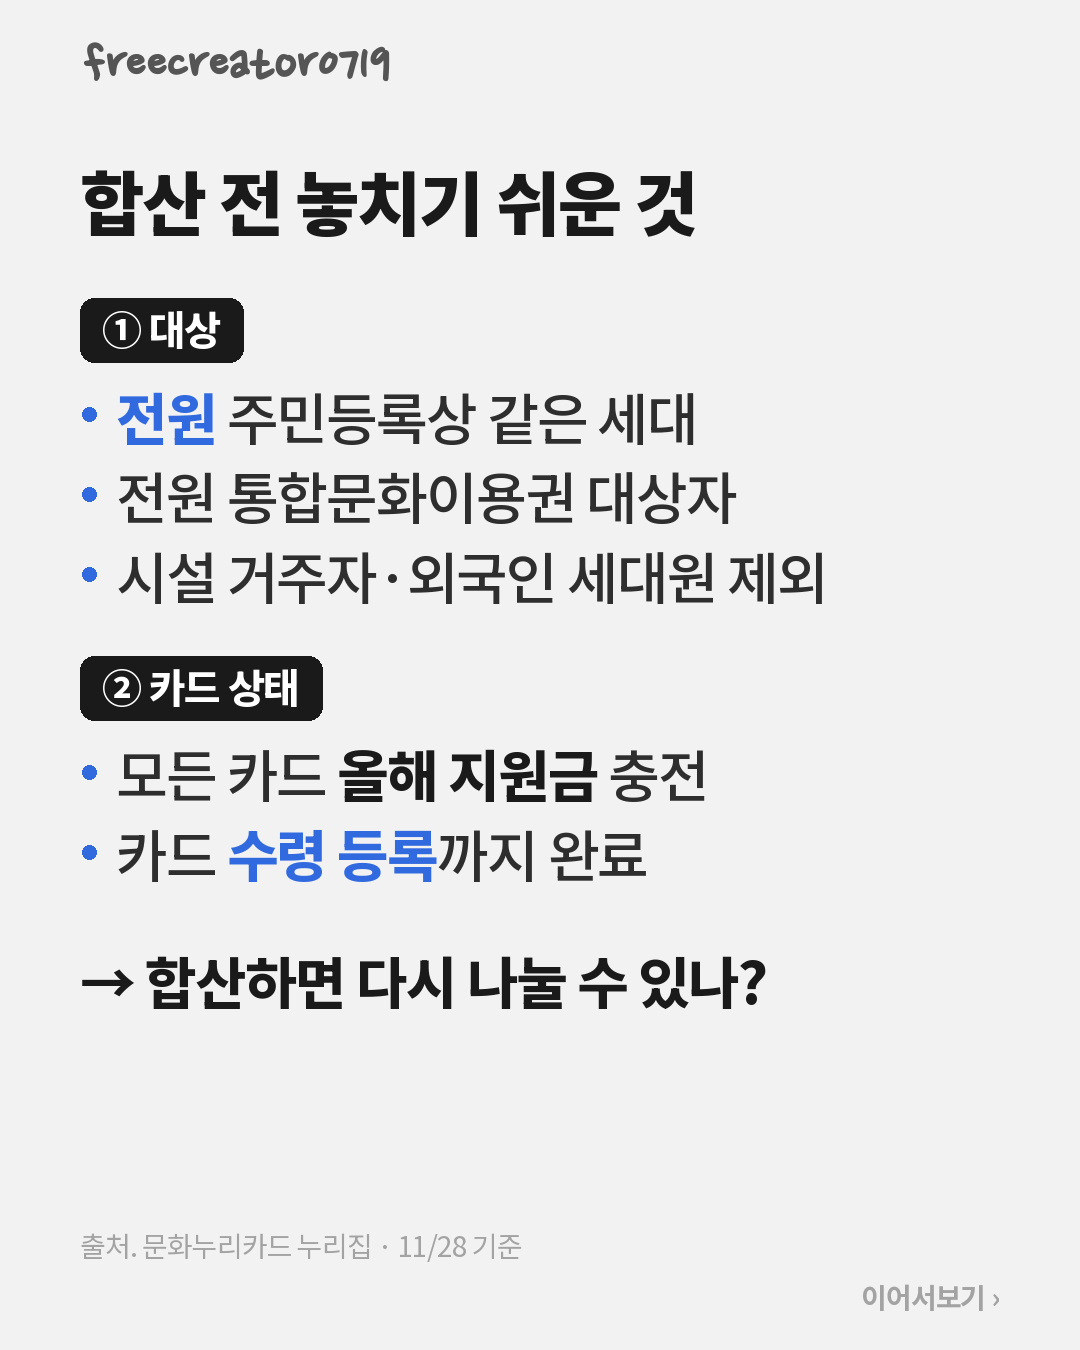 freecreator0719
합산 전 놓치기 쉬운 것
① 대상
• 전원 주민등록상 같은 세대
• 전원 통합문화이용권 대상자
• 시설 거주자·외국인 세대원 제외
② 카드 상태
• 모든 카드 올해 지원금 충전
• 카드 수령 등록까지 완료
→ 합산하면 다시 나눌 수 있나?
출처. 문화누리카드 누리집 · 11/28 기준
이어서보기 ›